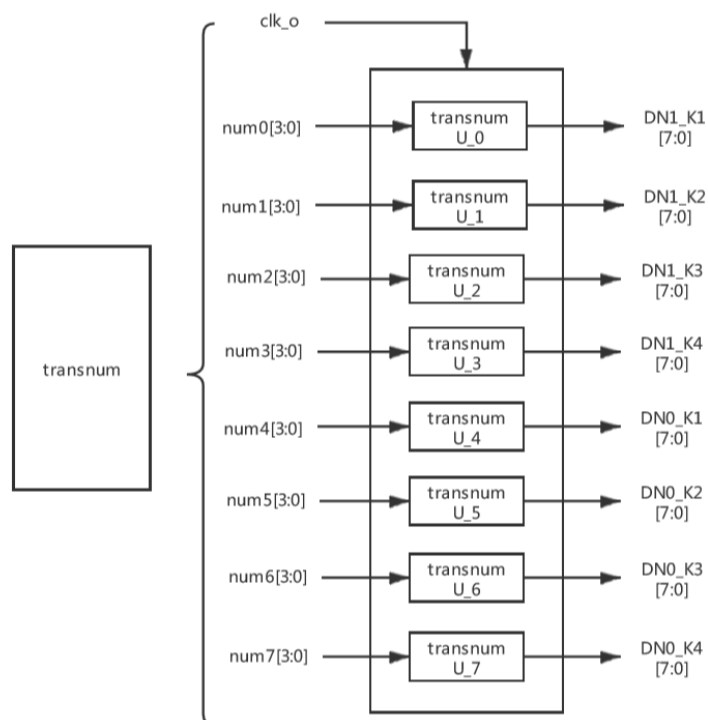 clk_o
num0[3:0]
transnum
U_0
DN1_K1
[7:0]
num1[3:0]
transnum
U_1
DN1_K2
[7:0]
num2[3:0]
transnum
U_2
DN1_K3
[7:0]
num3[3:0]
transnum
U_3
DN1_K4
[7:0]
transnum
num4[3:0]
transnum
U_4
DN0_K1
[7:0]
num5[3:0]
transnum
U_5
DN0_K2
[7:0]
num6[3:0]
transnum
U_6
DN0_K3
[7:0]
num7[3:0]
transnum
U_7
DN0_K4
[7:0]